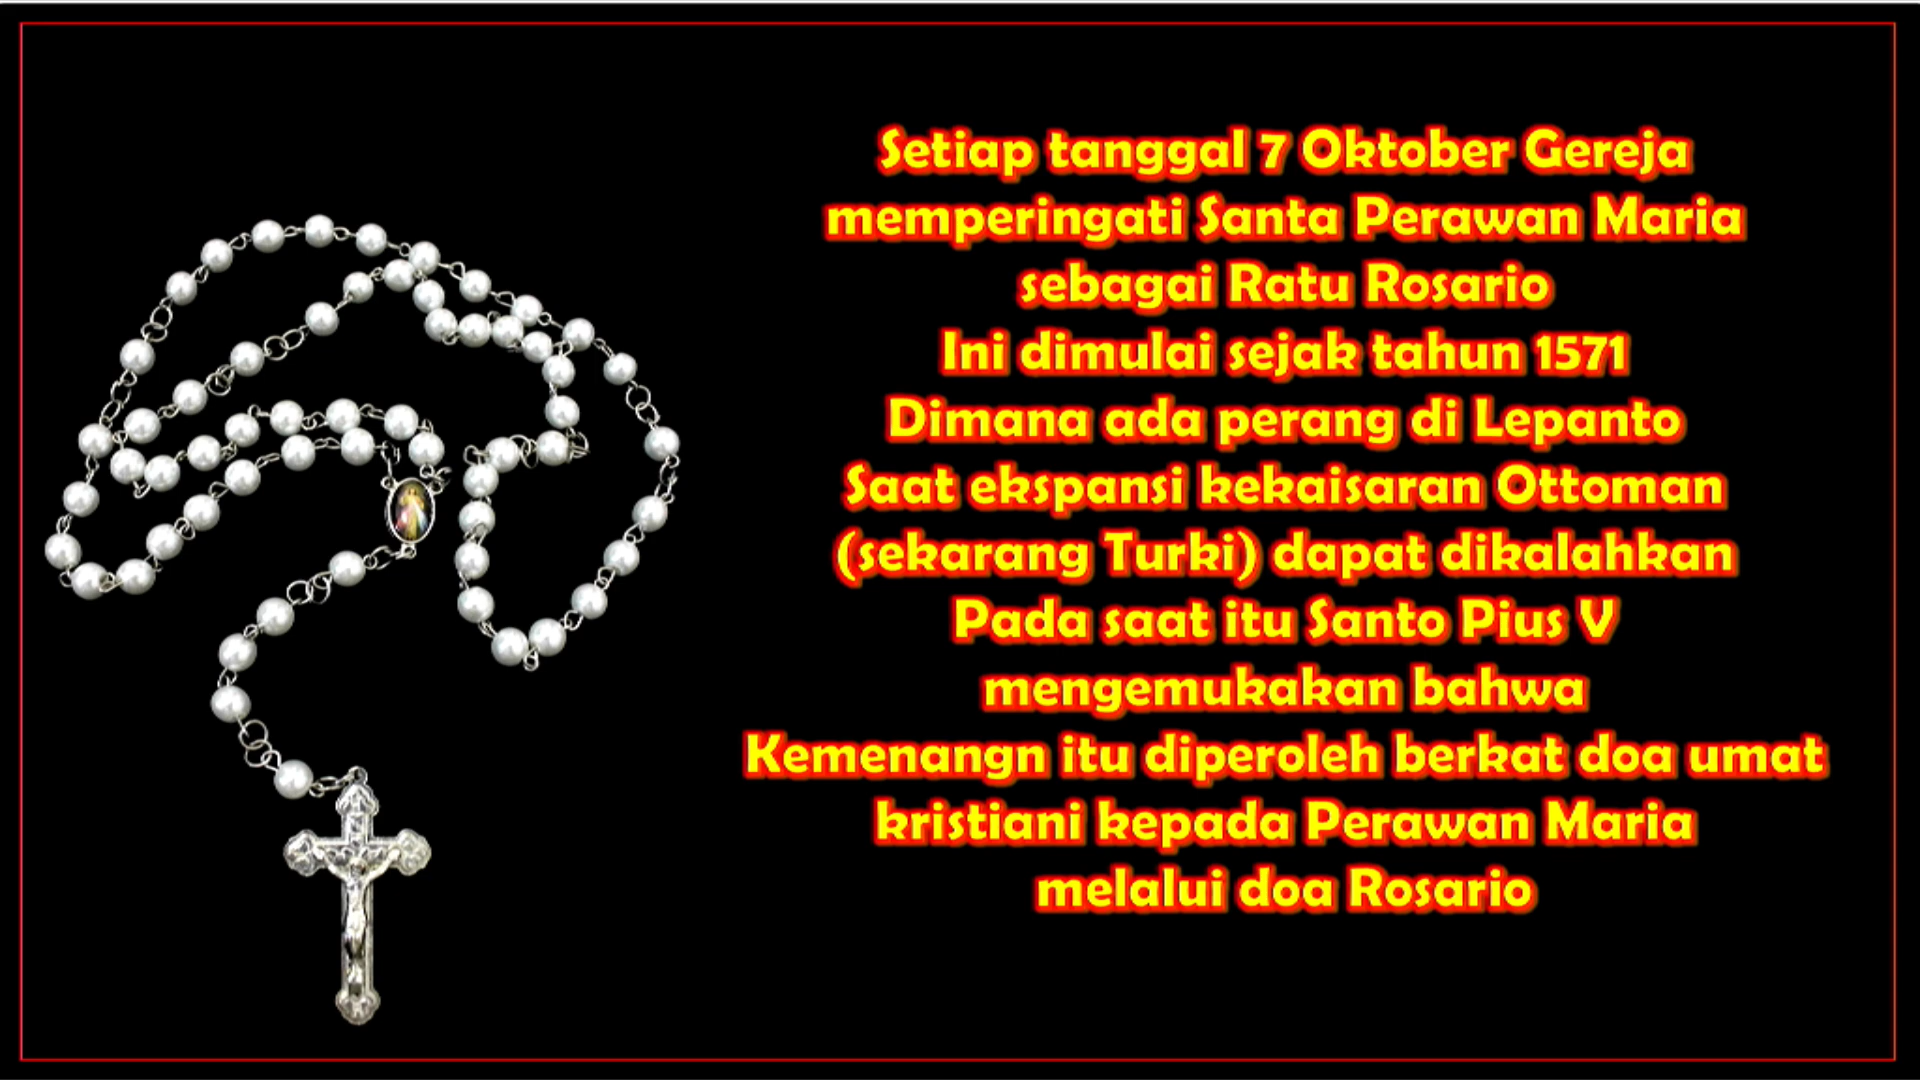 Setiap tanggal 7 Oktober Gereja
memperingati Santa Perawan Maria
sebagai Ratu Rosario
Ini dimulai sejak tahun 1571
Dimana ada perang di Lepanto
Saat ekspansi kekaisaran Ottoman
(sekarang Turki) dapat dikalahkan
Pada saat itu Santo Pius V
mengemukakan bahwa
Kemenangn itu diperoleh berkat doa umat
kristiani kepada Perawan Maria
melalui doa Rosario